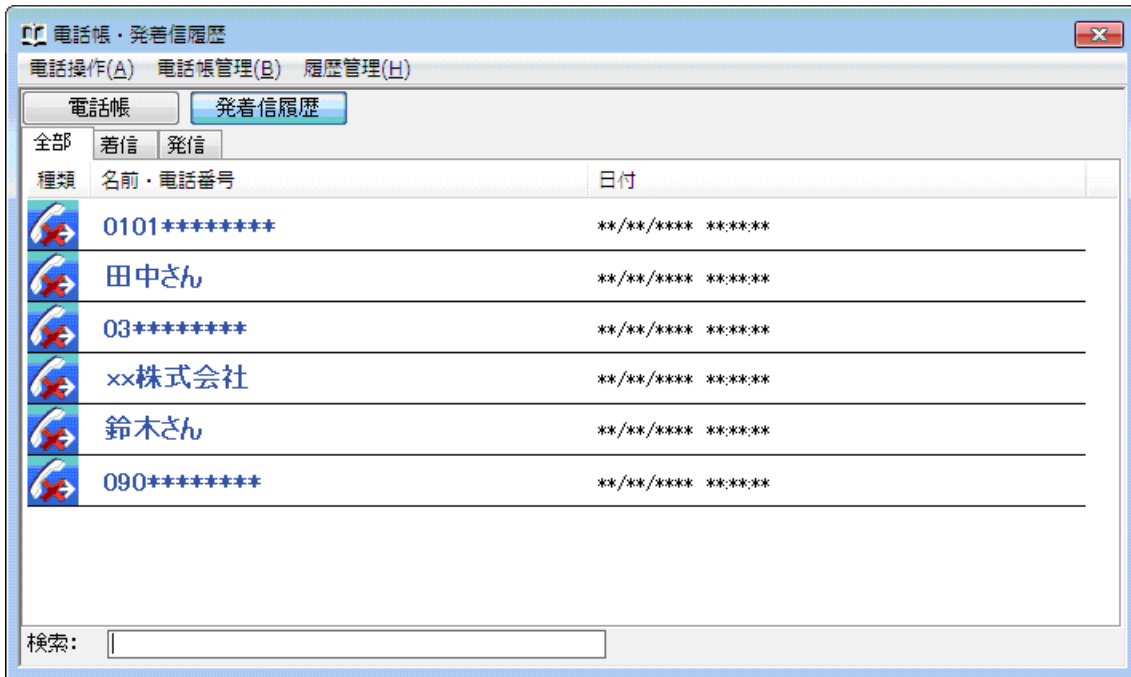 電話帳・発着信履歴
電話操作(A) 電話帳管理(B) 履歴管理(H)
電話帳 発着信履歴
全部 着信 発信
種類 名前・電話番号 日付
0101******** **/**/**** **:**:**
田中さん **/**/**** **:**:**
03******** **/**/**** **:**:**
××株式会社 **/**/**** **:**:**
鈴木さん **/**/**** **:**:**
090******** **/**/**** **:**:**
検索: